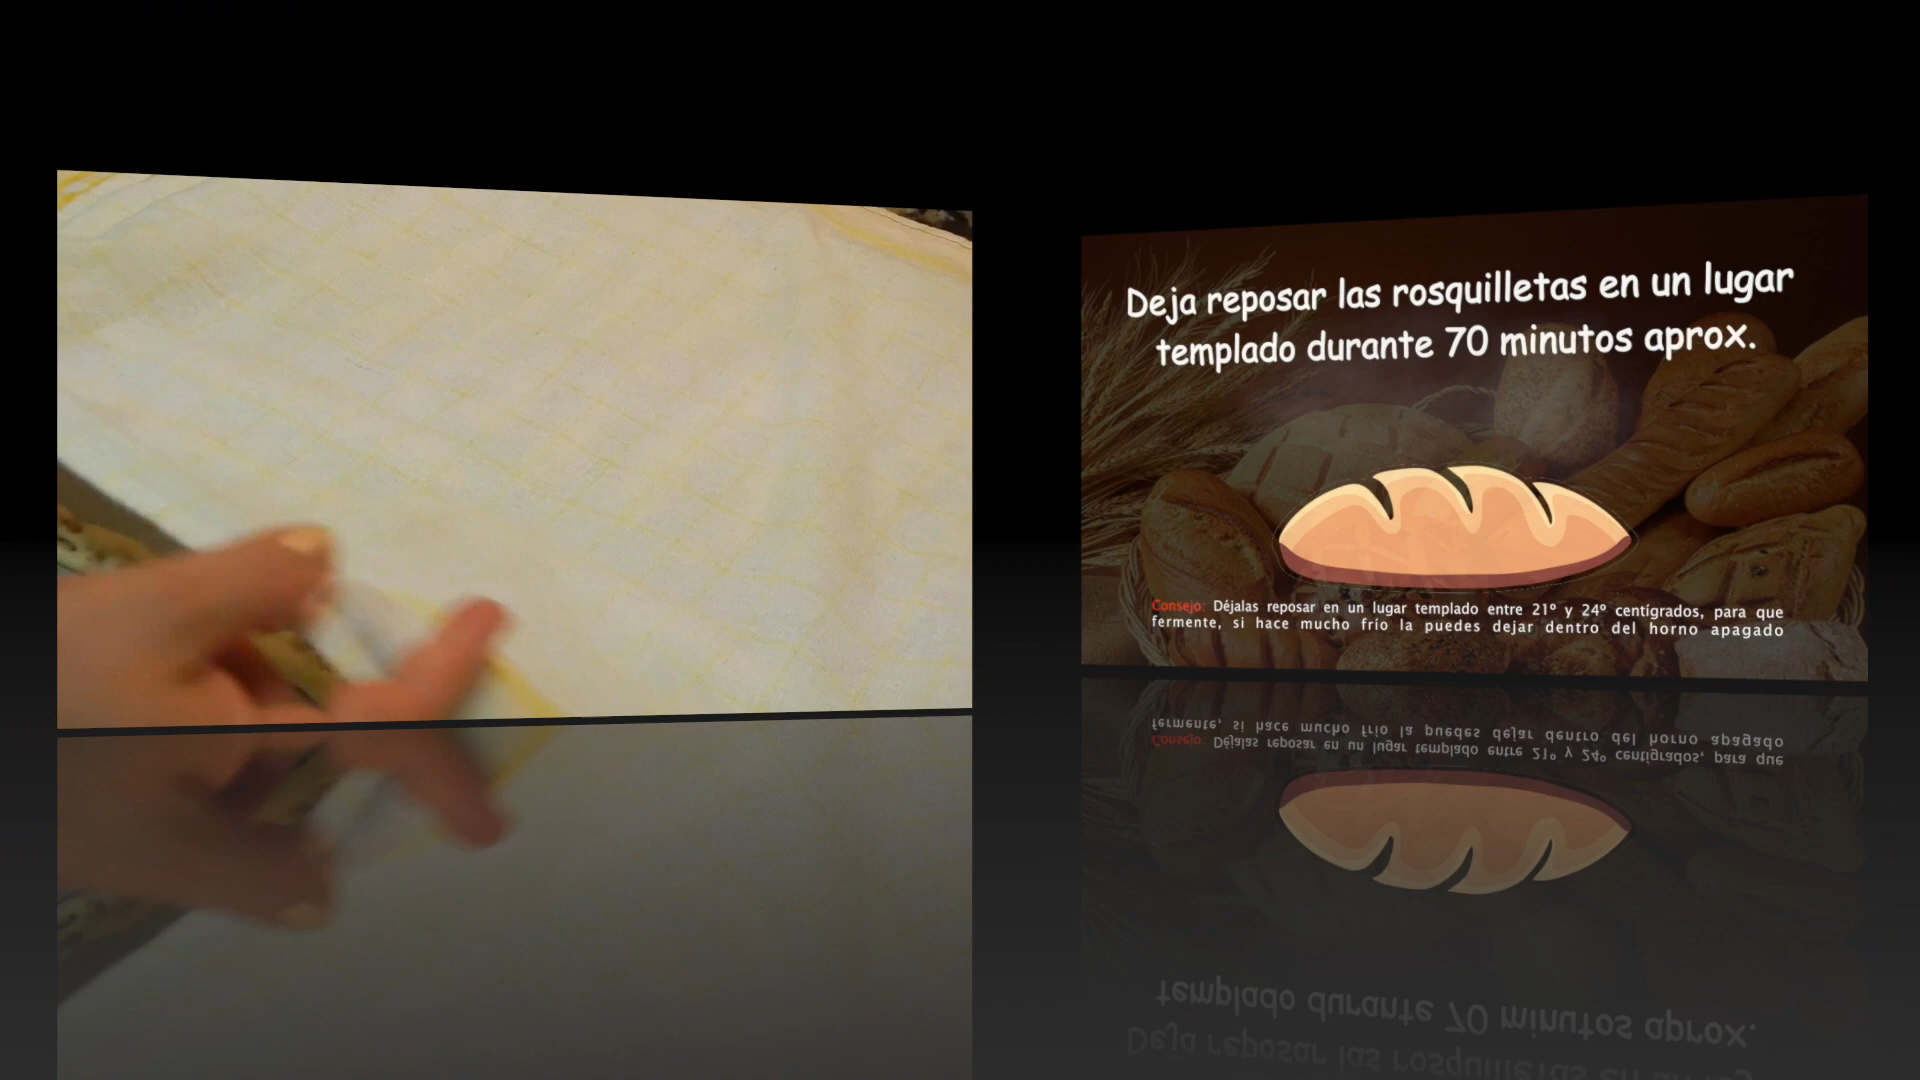 Deja reposar las rosquilletas en un lugar
templado durante 70 minutos aprox.
Consejo: Déjalas reposar en un lugar templado entre 21º y 24º centígrados, para que
fermente, si hace mucho frío la puedes dejar dentro del horno apagado